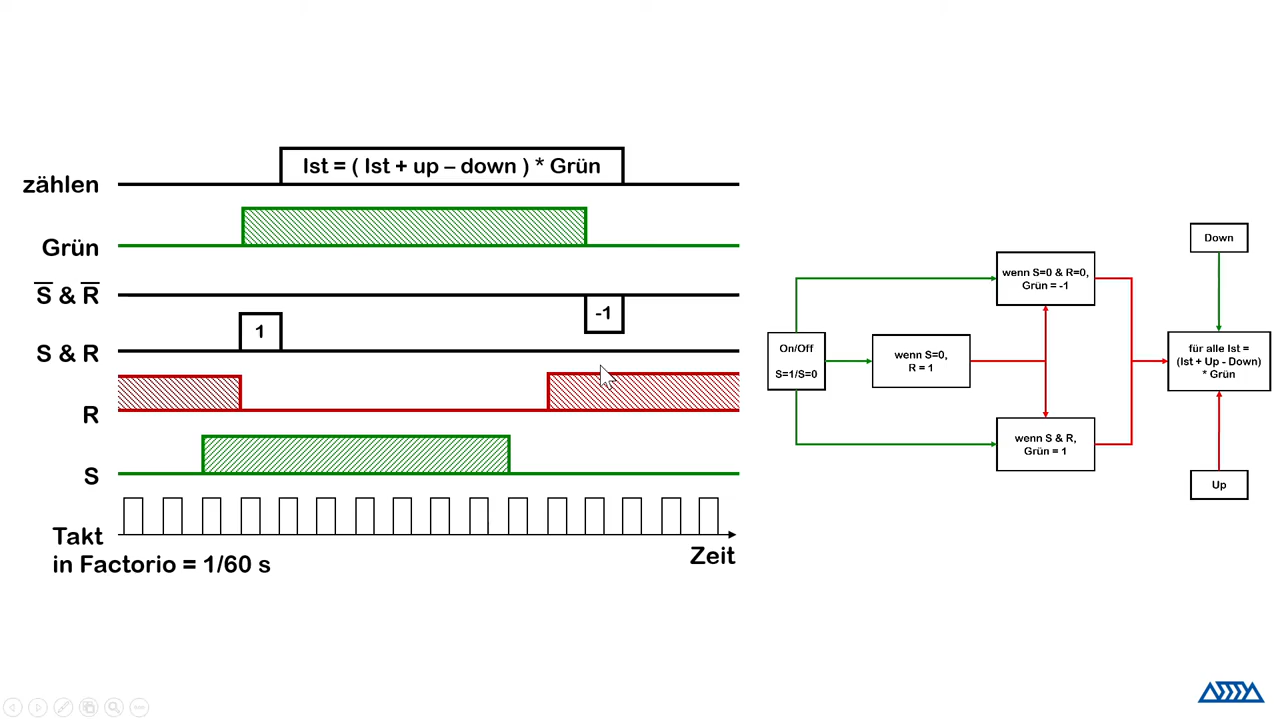 zählen
Ist = ( Ist + up – down ) * Grün
Grün
S̅ & R̅
-1
1
S & R
R
S
Takt
in Factorio = 1/60 s
Zeit
On/Off
S=1/S=0
wenn S=0,
R = 1
wenn S=0 & R=0,
Grün = -1
wenn S & R,
Grün = 1
Down
für alle Ist =
(Ist + Up - Down)
* Grün
Up